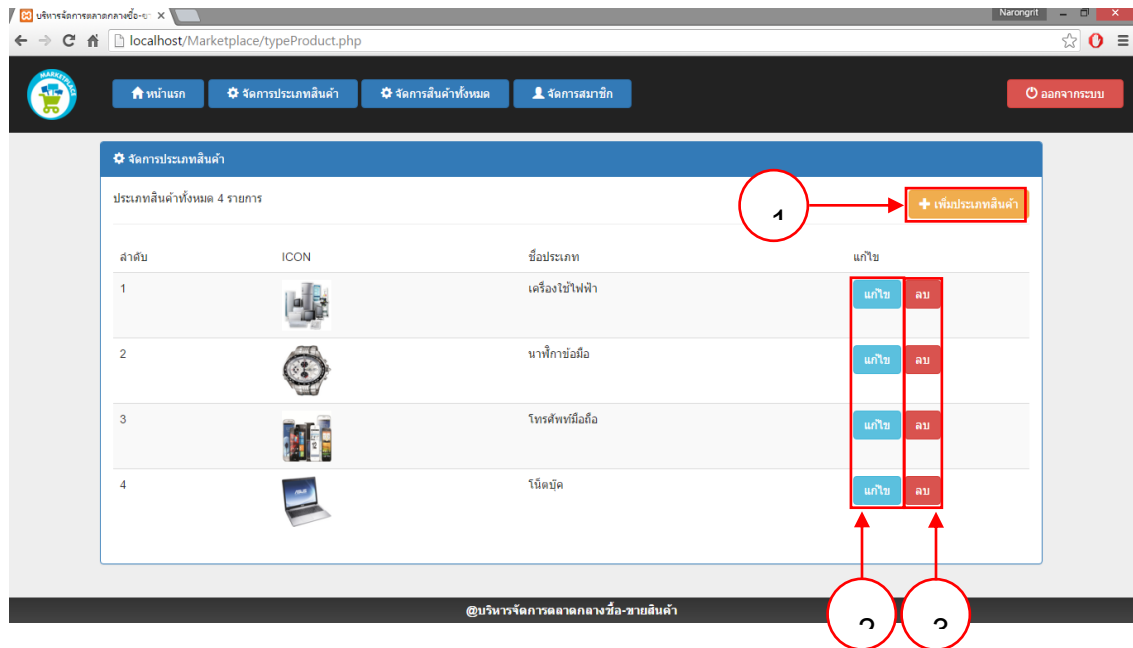 บริหารจัดการตลาดกลางซื้อ-ข
Narongrit
localhost/Marketplace/typeProduct.php
MARKETPLACE
หน้าแรก
จัดการประเภทสินค้า
จัดการสินค้าทั้งหมด
จัดการสมาชิก
ออกจากระบบ
จัดการประเภทสินค้า
ประเภทสินค้าทั้งหมด 4 รายการ
เพิ่มประเภทสินค้า
1
ลำดับ ICON ชื่อประเภท แก้ไข
1 เครื่องใช้ไฟฟ้า แก้ไข ลบ
2 นาฬิกาข้อมือ แก้ไข ลบ
3 โทรศัพท์มือถือ แก้ไข ลบ
4 โน๊ตบุ๊ค แก้ไข ลบ
@บริหารจัดการตลาดกลางซื้อ-ขายสินค้า
2 3